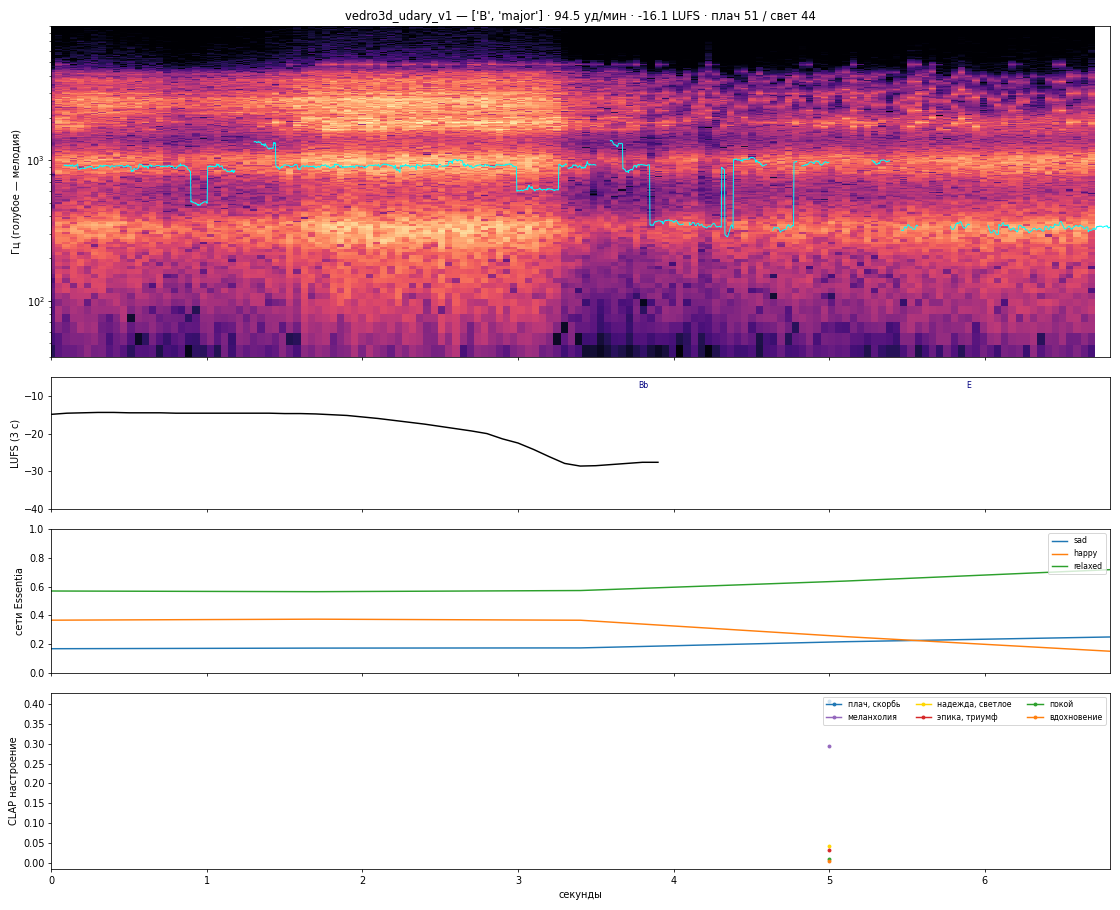 vedro3d_udary_v1 — ['B', 'major'] · 94.5 уд/мин · -16.1 LUFS · плач 51 / свет 44
Гц (голубое — мелодия)
10³
10²
LUFS (3 с)
−10
−20
−30
−40
Bb
E
сети Essentia
1.0
0.8
0.6
0.4
0.2
0.0
sad
happy
relaxed
CLAP настроение
0.40
0.35
0.30
0.25
0.20
0.15
0.10
0.05
0.00
плач, скорбь
надежда, светлое
покой
меланхолия
эпика, триумф
вдохновение
0 1 2 3 4 5 6
секунды